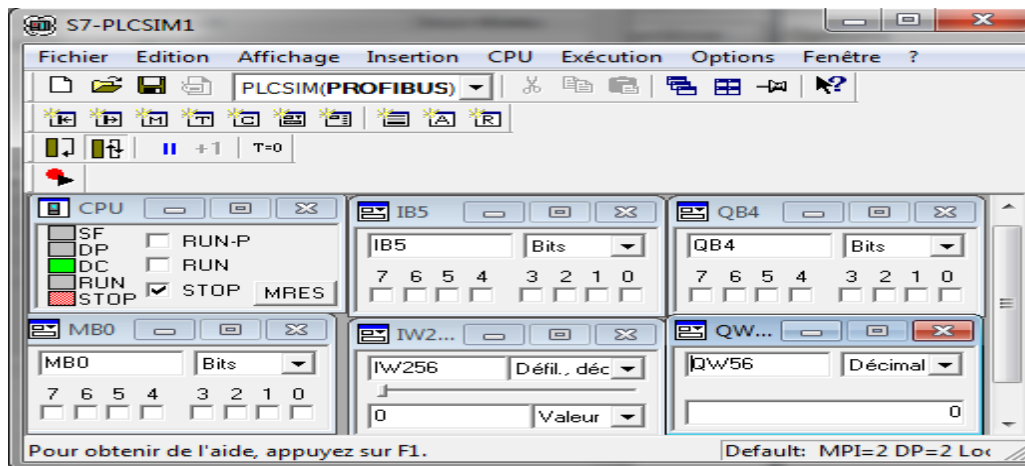 S7-PLCSIM1
Fichier Edition Affichage Insertion CPU Exécution Options Fenêtre ?
PLCSIM(PROFIBUS)
+1 T=0
CPU
SF
DP
DC
RUN
STOP
RUN-P
RUN
STOP
MRES
IB5
IB5 Bits
7 6 5 4 3 2 1 0
QB4
QB4 Bits
7 6 5 4 3 2 1 0
MB0
MB0 Bits
7 6 5 4 3 2 1 0
IW2...
IW256 Défil., déc
0 Valeur
QW...
QW56 Décimal
0
Pour obtenir de l'aide, appuyez sur F1.
Default: MPI=2 DP=2 Loc